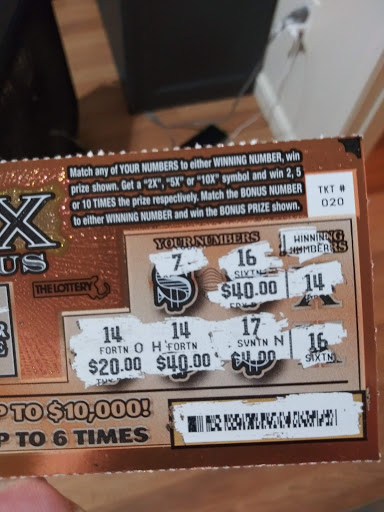 Match any of YOUR NUMBERS to either WINNING NUMBER, win
prize shown. Get a "2X", "5X" or "10X" symbol and win 2, 5
or 10 TIMES the prize respectively. Match the BONUS NUMBER
to either WINNING NUMBER and win the BONUS PRIZE shown.
TKT #
020
X
US
THE LOTTERY
YOUR NUMBERS
WINNING
NUMBERS
7
16
SIXTN
$40.00
14
14
FORTN
$20.00
14
FORTN
$40.00
17
SVNTN
$4.00
16
SIXTN
P TO $10,000!
UP TO 6 TIMES